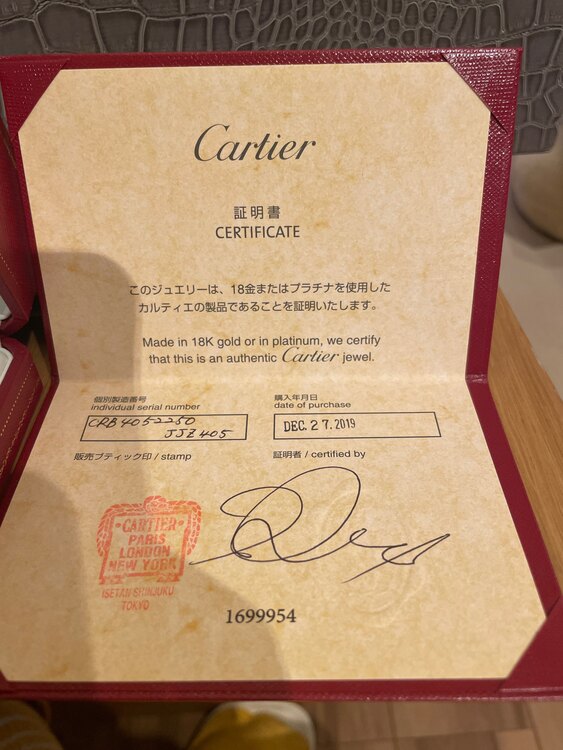 Cartier
証明書
CERTIFICATE
このジュエリーは、18金またはプラチナを使用した
カルティエの製品であることを証明いたします。
Made in 18K gold or in platinum, we certify
that this is an authentic Cartier jewel.
個別製造番号
individual serial number
CRB4052250
JJZ405
購入年月日
date of purchase
DEC. 27. 2019
販売ブティック印 / stamp
証明者 / certified by
CARTIER
PARIS
LONDON
NEW YORK
ISETAN SHINJUKU
TOKYO
1699954